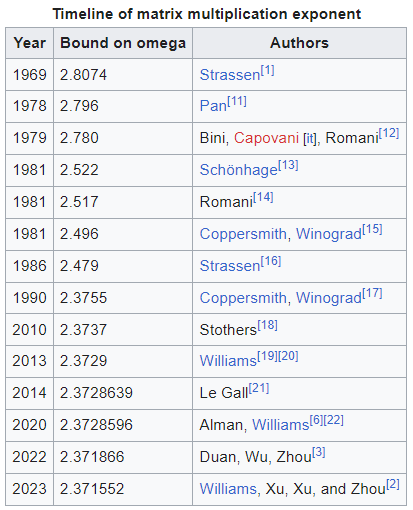 Timeline of matrix multiplication exponent
Year Bound on omega Authors
1969 2.8074 Strassen[1]
1978 2.796 Pan[11]
1979 2.780 Bini, Capovani [it], Romani[12]
1981 2.522 Schönhage[13]
1981 2.517 Romani[14]
1981 2.496 Coppersmith, Winograd[15]
1986 2.479 Strassen[16]
1990 2.3755 Coppersmith, Winograd[17]
2010 2.3737 Stothers[18]
2013 2.3729 Williams[19][20]
2014 2.3728639 Le Gall[21]
2020 2.3728596 Alman, Williams[6][22]
2022 2.371866 Duan, Wu, Zhou[3]
2023 2.371552 Williams, Xu, Xu, and Zhou[2]